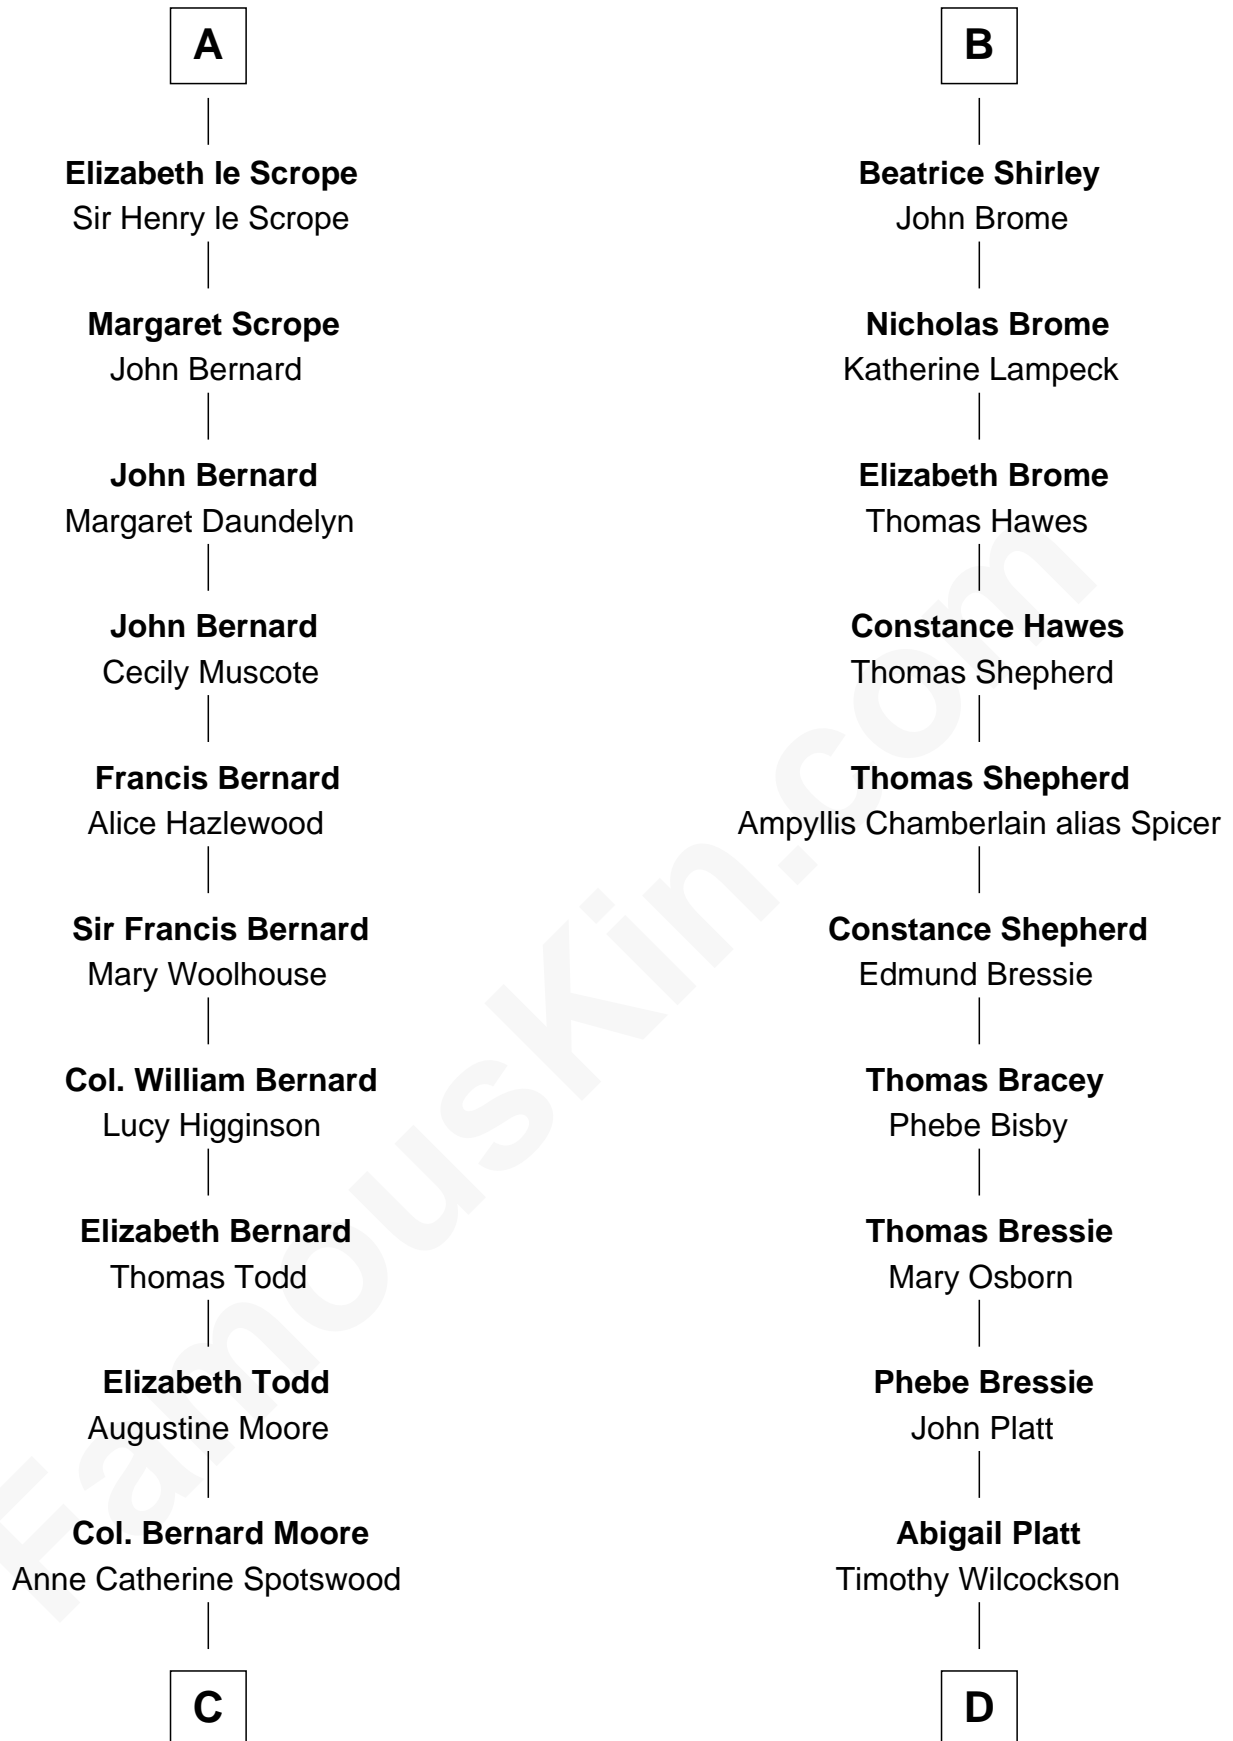 A
Elizabeth le Scrope
Sir Henry le Scrope
Margaret Scrope
John Bernard
John Bernard
Margaret Daundelyn
John Bernard
Cecily Muscote
Francis Bernard
Alice Hazlewood
Sir Francis Bernard
Mary Woolhouse
Col. William Bernard
Lucy Higginson
Elizabeth Bernard
Thomas Todd
Elizabeth Todd
Augustine Moore
Col. Bernard Moore
Anne Catherine Spotswood
C
B
Beatrice Shirley
John Brome
Nicholas Brome
Katherine Lampeck
Elizabeth Brome
Thomas Hawes
Constance Hawes
Thomas Shepherd
Thomas Shepherd
Ampyllis Chamberlain alias Spicer
Constance Shepherd
Edmund Bressie
Thomas Bracey
Phebe Bisby
Thomas Bressie
Mary Osborn
Phebe Bressie
John Platt
Abigail Platt
Timothy Wilcockson
D
FamousKin.com